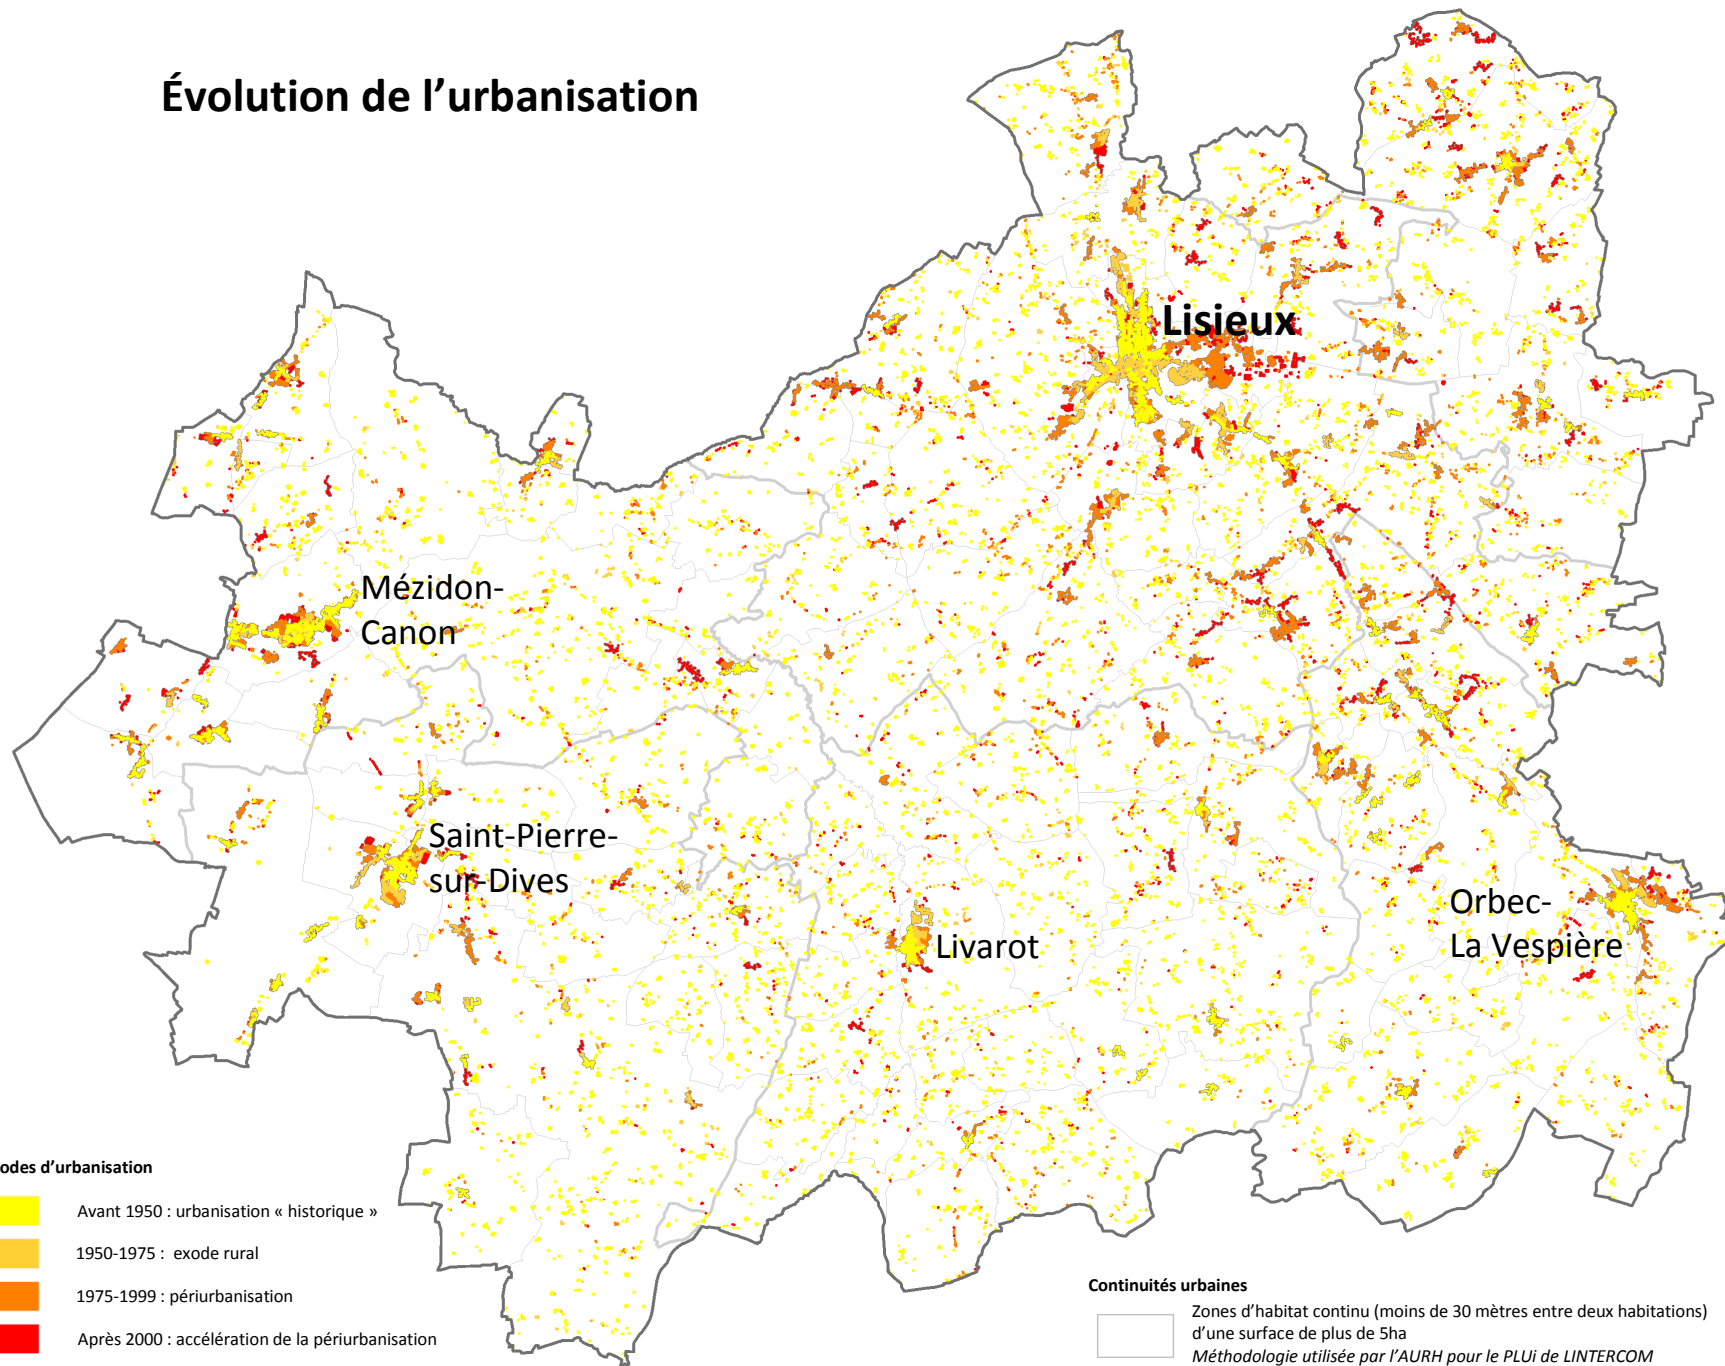 Évolution de l’urbanisation
Lisieux
Mézidon-
Canon
Saint-Pierre-
sur-Dives
Livarot
Orbec-
La Vespière
odes d’urbanisation
Avant 1950 : urbanisation « historique »
1950-1975 : exode rural
1975-1999 : périurbanisation
Après 2000 : accélération de la périurbanisation
Continuités urbaines
Zones d’habitat continu (moins de 30 mètres entre deux habitations)
d’une surface de plus de 5ha
Méthodologie utilisée par l’AURH pour le PLUi de LINTERCOM